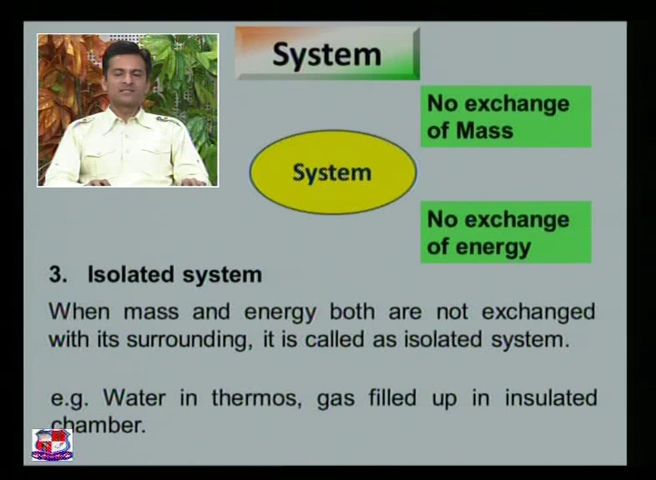 System
No exchange
of Mass
System
No exchange
of energy
3. Isolated system
When mass and energy both are not exchanged
with its surrounding, it is called as isolated system.
e.g. Water in thermos, gas filled up in insulated
chamber.